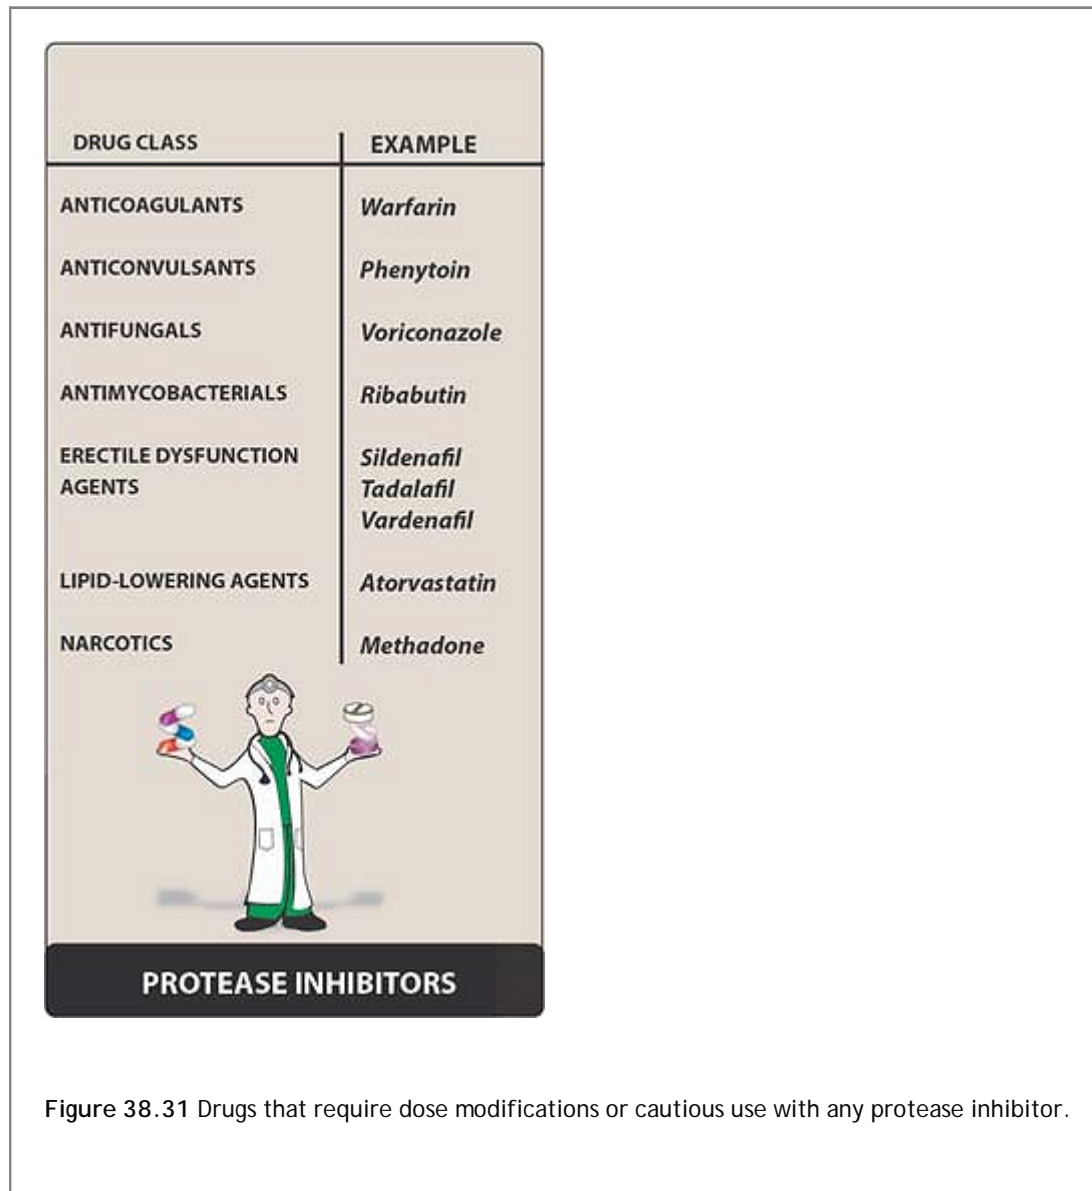 DRUG CLASS EXAMPLE
ANTICOAGULANTS Warfarin
ANTICONVULSANTS Phenytoin
ANTIFUNGALS Voriconazole
ANTIMYCOBACTERIALS Ribabutin
ERECTILE DYSFUNCTION Sildenafil
AGENTS Tadalafil
Vardenafil
LIPID-LOWERING AGENTS Atorvastatin
NARCOTICS Methadone
PROTEASE INHIBITORS
Figure 38.31 Drugs that require dose modifications or cautious use with any protease inhibitor.